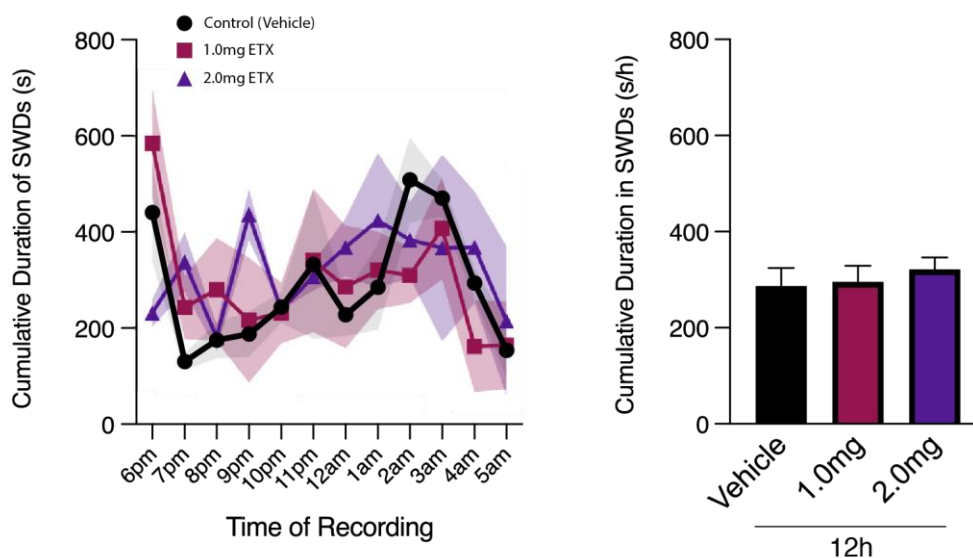 Control (Vehicle)
1.0mg ETX
2.0mg ETX
Cumulative Duration of SWDs (s)
800
600
400
200
0
6pm
7pm
8pm
9pm
10pm
11pm
12am
1am
2am
3am
4am
5am
Time of Recording
Cumulative Duration in SWDs (s/h)
800
600
400
200
0
Vehicle
1.0mg
2.0mg
12h